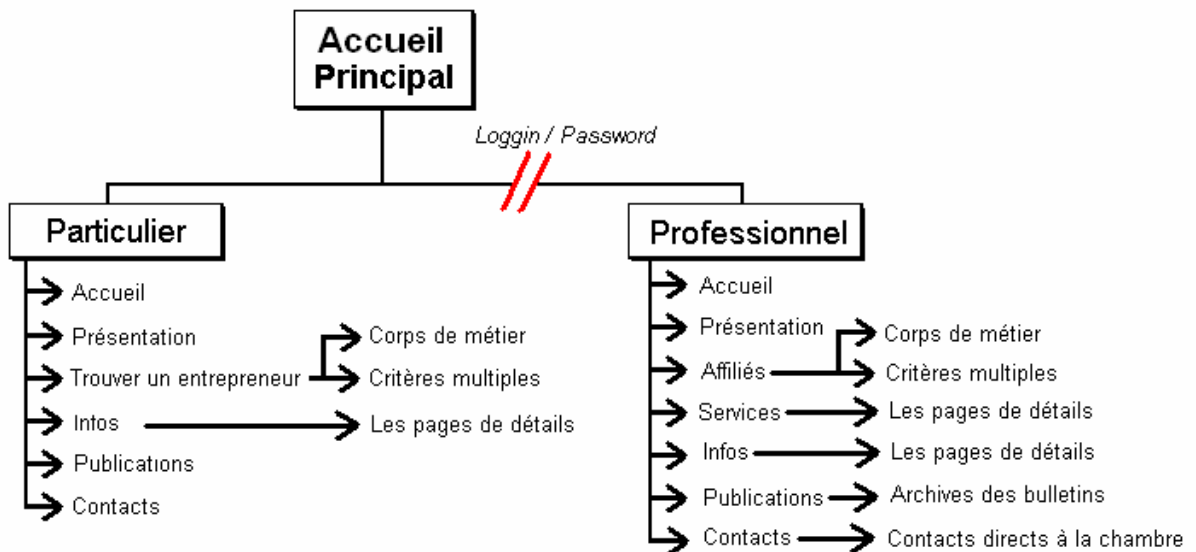 Accueil
Principal
Loggin / Password
Particulier
Accueil
Présentation
Trouver un entrepreneur
Corps de métier
Critères multiples
Infos
Les pages de détails
Publications
Contacts
Professionnel
Accueil
Présentation
Affiliés
Corps de métier
Critères multiples
Services
Les pages de détails
Infos
Les pages de détails
Publications
Archives des bulletins
Contacts
Contacts directs à la chambre